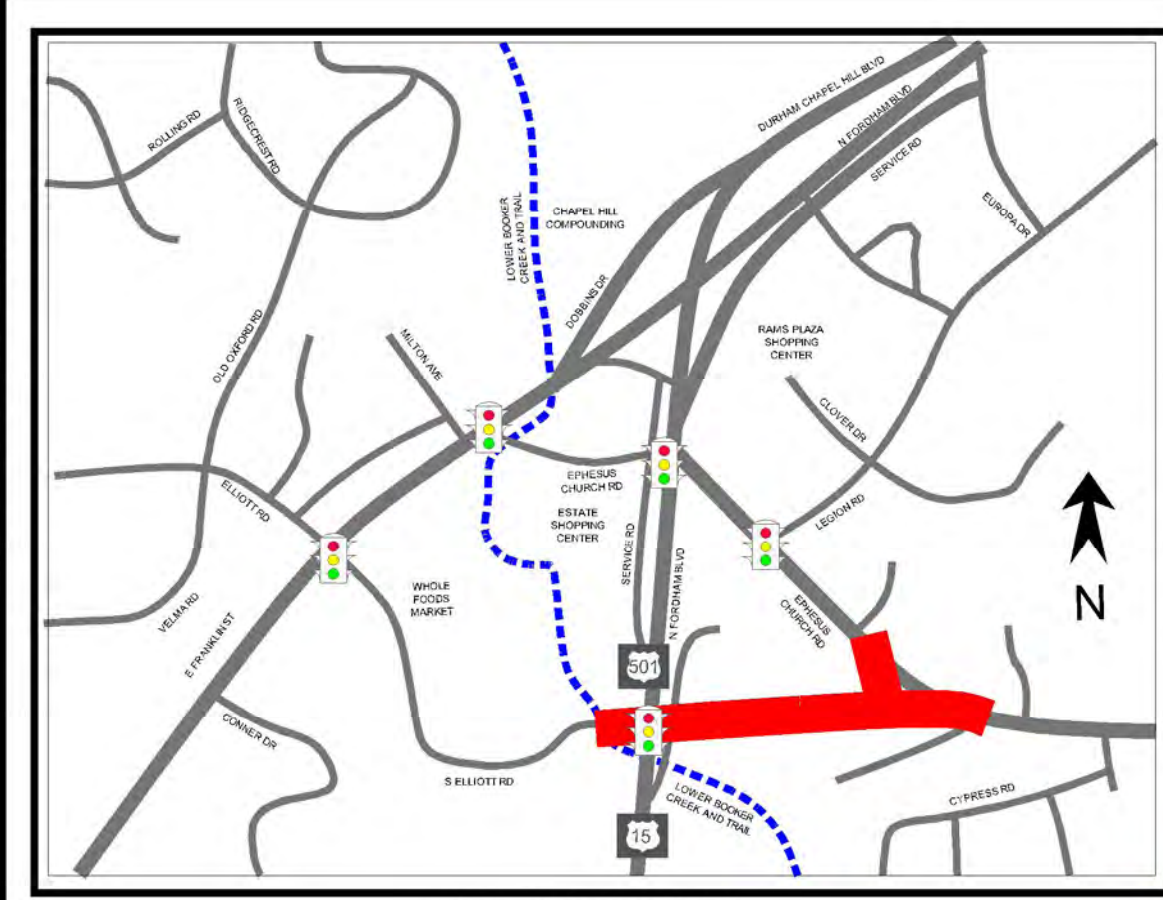 DURHAM CHAPEL HILL BLVD
N FORDHAM BLVD
SERVICE RD
ROLLING RD
RIDGECREST RD
EUROPA DR
LOWER BOOKER
CREEK AND TRAIL
CHAPEL HILL
COMPOUNDING
DOBBINS DR
OLD OXFORD RD
MILTON AVE
RAMS PLAZA
SHOPPING
CENTER
CLOVER DR
ELLIOTT RD
EPHESUS
CHURCH RD
LEGION RD
ESTATE
SHOPPING
CENTER
SERVICE RD
N FORDHAM BLVD
WHOLE
FOODS
MARKET
VELMA RD
E FRANKLIN ST
EPHESUS
CHURCH RD
N
501
CONNER DR
S ELLIOTT RD
LOWER BOOKER
CREEK AND TRAIL
CYPRESS RD
15